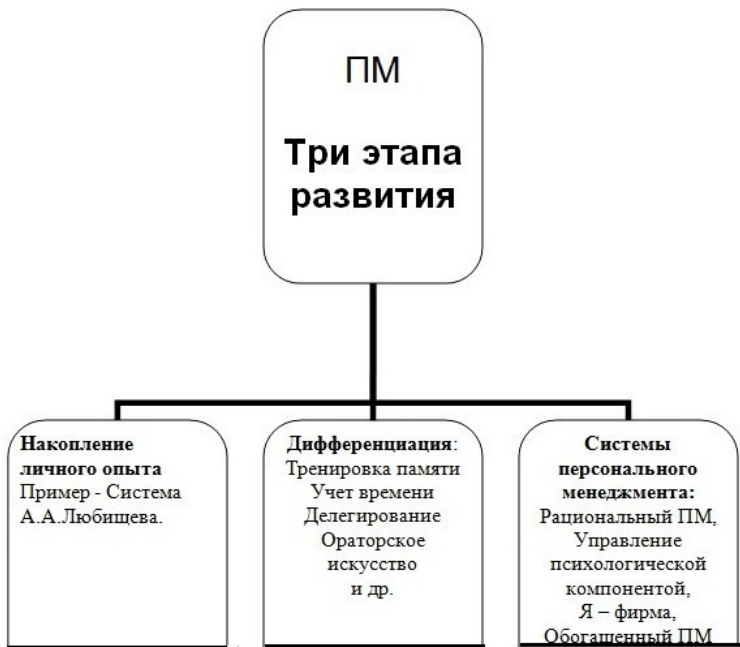 ПМ
Три этапа
развития
Накопление
личного опыта
Пример - Система
А.А.Любищева.
Дифференциация:
Тренировка памяти
Учет времени
Делегирование
Ораторское
искусство
и др.
Системы
персонального
менеджмента:
Рациональный ПМ,
Управление
психологической
компонентой,
Я – фирма,
Обогащенный ПМ